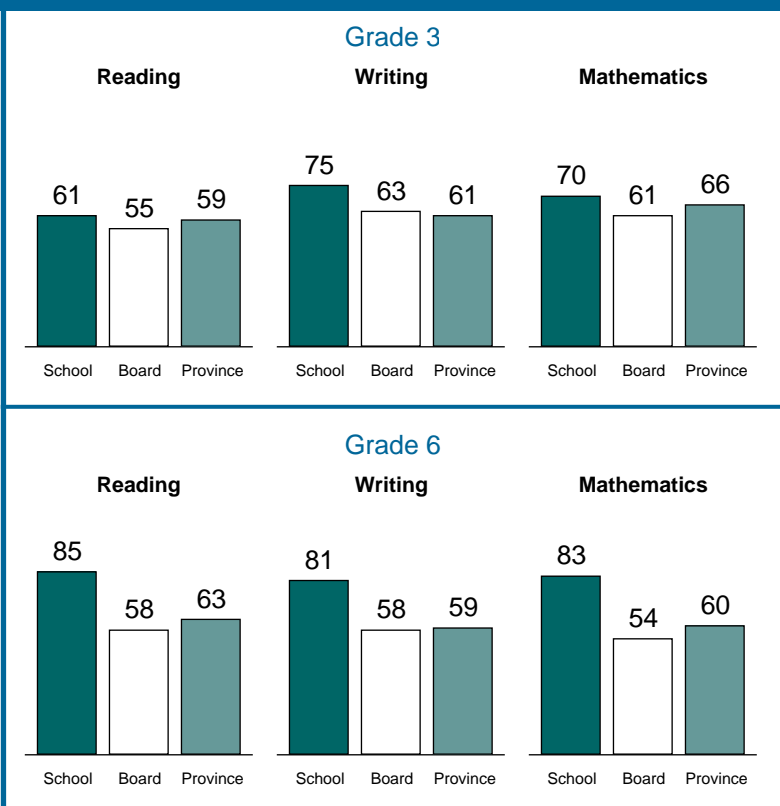 Grade 3
Reading Writing Mathematics
61 55 59 75 63 61 70 61 66
School Board Province School Board Province School Board Province
Grade 6
Reading Writing Mathematics
85 58 63 81 58 59 83 54 60
School Board Province School Board Province School Board Province